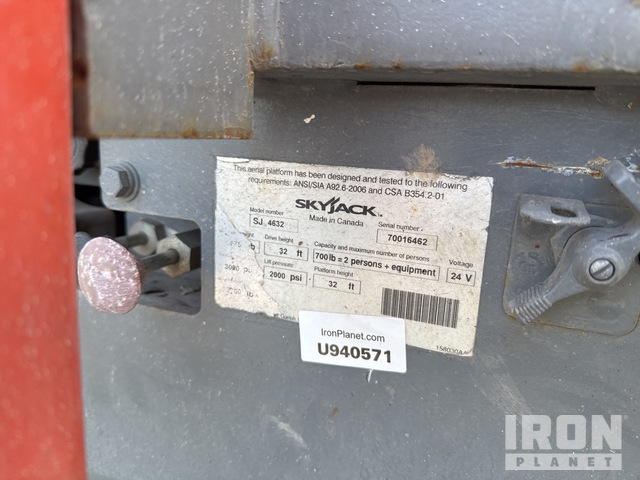 This aerial platform has been designed and tested to the following
requirements: ANSI/SIA A92.6-2006 and CSA B354.2-01
SKYJACK™
Made in Canada
Model number
SJ 4632
Serial number
70016462
Drive height
32 ft
Capacity and maximum number of persons
700 lb = 2 persons + equipment
Voltage
24 V
Lift pressure
2000 psi
Platform height
32 ft
IronPlanet.com
U940571
IRON
PLANET